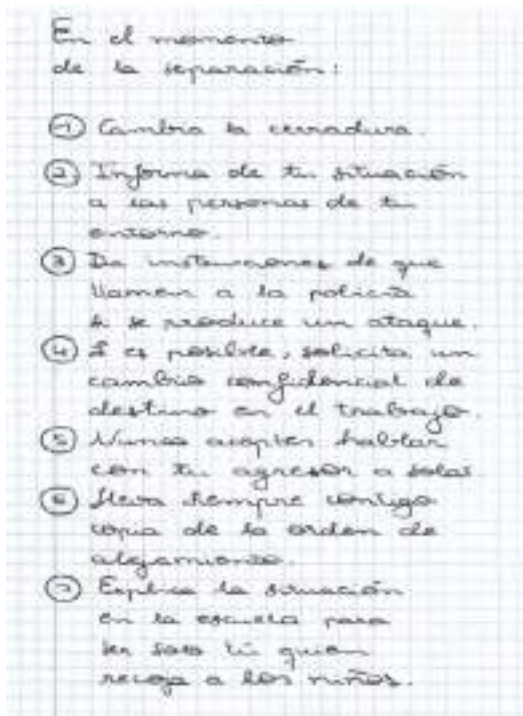 En el momento
de la separación:
① Cambia la cerradura.
② Informa de tu situación
a las personas de tu
entorno.
③ Da instrucciones de que
llamen a la policía
si se produce un ataque.
④ Si es posible, solicita un
cambio confidencial de
destino en el trabajo.
⑤ Nunca aceptes hablar
con tu agresor a solas.
⑥ Lleva siempre contigo
copia de la orden de
alejamiento.
⑦ Explica la situación
en la escuela para
ser solo tú quien
recoja a los niños.